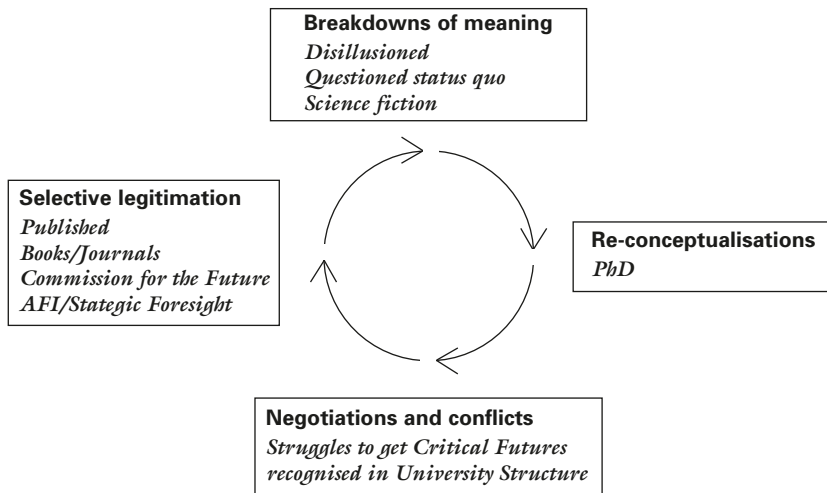 Breakdowns of meaning
Disillusioned
Questioned status quo
Science fiction
Re-conceptualisations
PhD
Negotiations and conflicts
Struggles to get Critical Futures
recognised in University Structure
Selective legitimation
Published
Books/Journals
Commission for the Future
AFI/Stategic Foresight